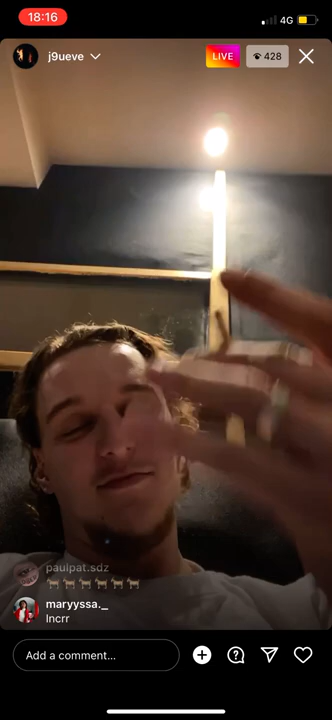 18:16
4G
j9ueve
LIVE
428
paulpat.sdz
maryyssa._
Incrr
Add a comment...